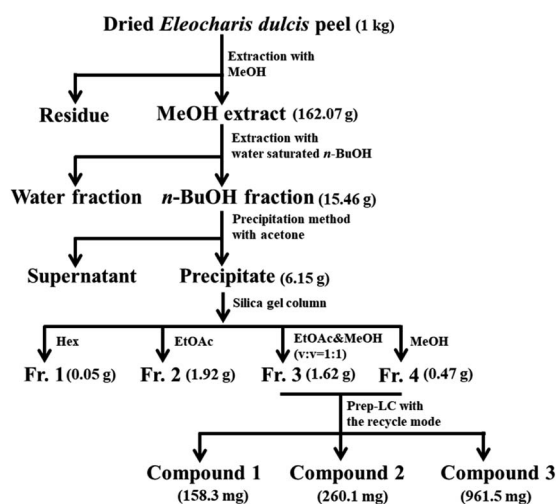 Dried Eleocharis dulcis peel (1 kg)
Extraction with
MeOH
Residue MeOH extract (162.07 g)
Extraction with
water saturated n-BuOH
Water fraction n-BuOH fraction (15.46 g)
Precipitation method
with acetone
Supernatant Precipitate (6.15 g)
Silica gel column
Hex EtOAc EtOAc&MeOH MeOH
(v:v=1:1)
Fr. 1 (0.05 g) Fr. 2 (1.92 g) Fr. 3 (1.62 g) Fr. 4 (0.47 g)
Prep-LC with
the recycle mode
Compound 1 Compound 2 Compound 3
(158.3 mg) (260.1 mg) (961.5 mg)